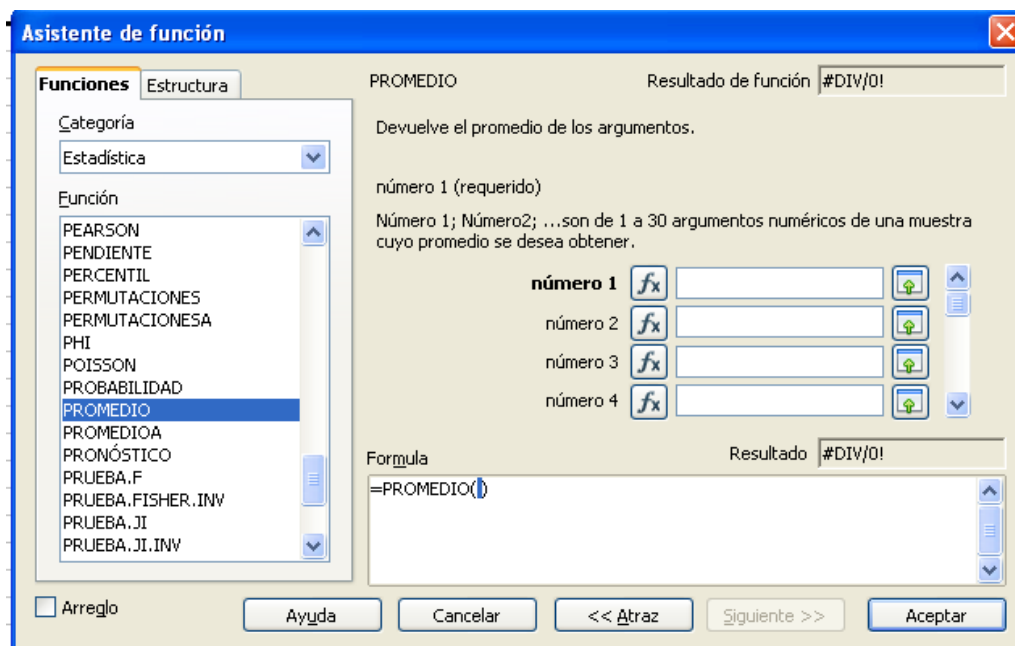 Asistente de función
Funciones Estructura
Categoría
Estadística
Función
PEARSON
PENDIENTE
PERCENTIL
PERMUTACIONES
PERMUTACIONESA
PHI
POISSON
PROBABILIDAD
PROMEDIO
PROMEDIOA
PRONÓSTICO
PRUEBA.F
PRUEBA.FISHER.INV
PRUEBA.JI
PRUEBA.JI.INV
PROMEDIO Resultado de función #DIV/0!
Devuelve el promedio de los argumentos.
número 1 (requerido)
Número 1; Número2; ...son de 1 a 30 argumentos numéricos de una muestra
cuyo promedio se desea obtener.
número 1 fx
número 2 fx
número 3 fx
número 4 fx
Formula Resultado #DIV/0!
=PROMEDIO()
Arreglo Ayuda Cancelar << Atraz Siguiente >> Aceptar